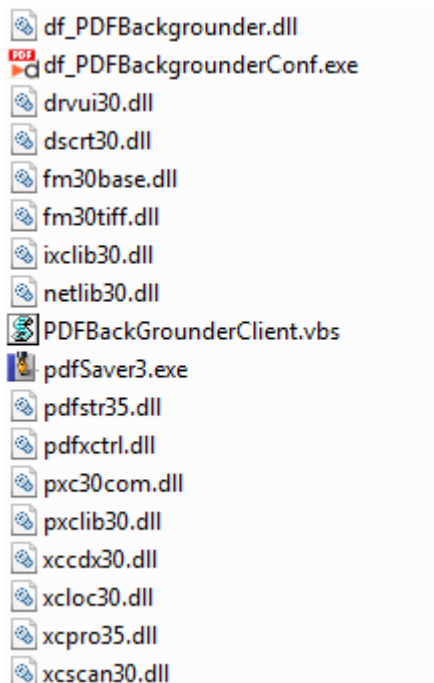 df_PDFBackgrounder.dll
df_PDFBackgrounderConf.exe
drvui30.dll
dscrt30.dll
fm30base.dll
fm30tiff.dll
ixclib30.dll
netlib30.dll
PDFBackGrounderClient.vbs
pdfSaver3.exe
pdfstr35.dll
pdfxctrl.dll
pxc30com.dll
pxclib30.dll
xccdx30.dll
xcloc30.dll
xcpro35.dll
xcscan30.dll